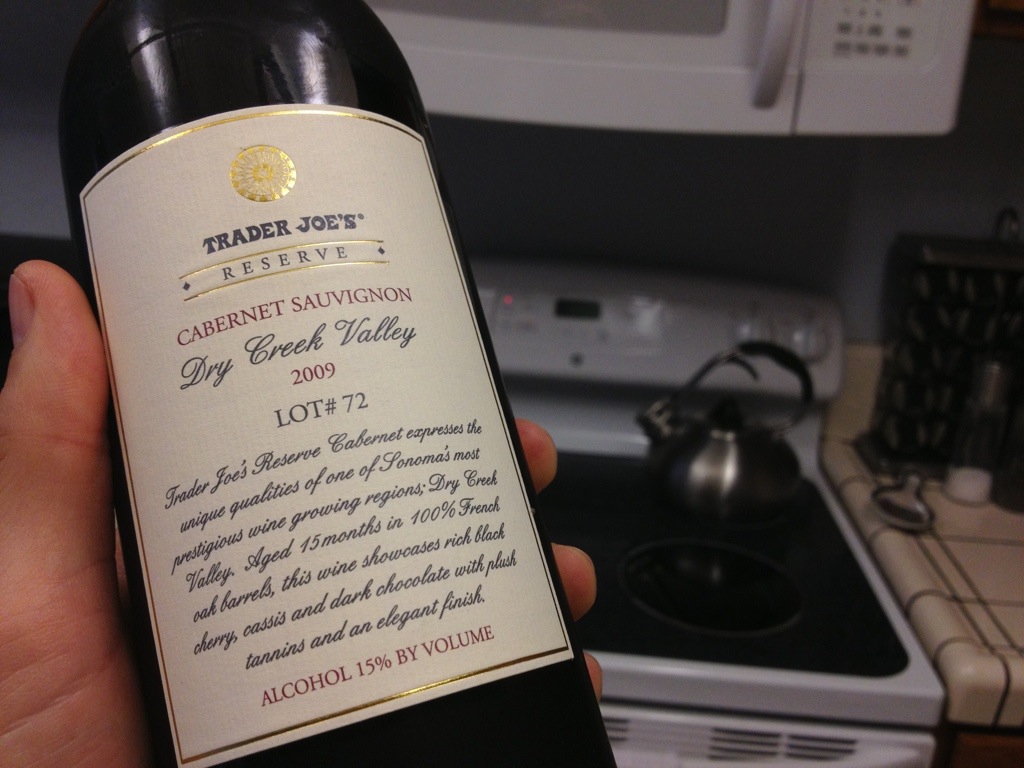 TRADER JOE'S®
RESERVE
CABERNET SAUVIGNON
Dry Creek Valley
2009
LOT# 72
Trader Joe's Reserve Cabernet expresses the
unique qualities of one of Sonomas most
prestigious wine growing regions; Dry Creek
Valley. Aged 15 months in 100% French
oak barrels, this wine showcases rich black
cherry, cassis and dark chocolate with plush
tannins and an elegant finish.
ALCOHOL 15% BY VOLUME